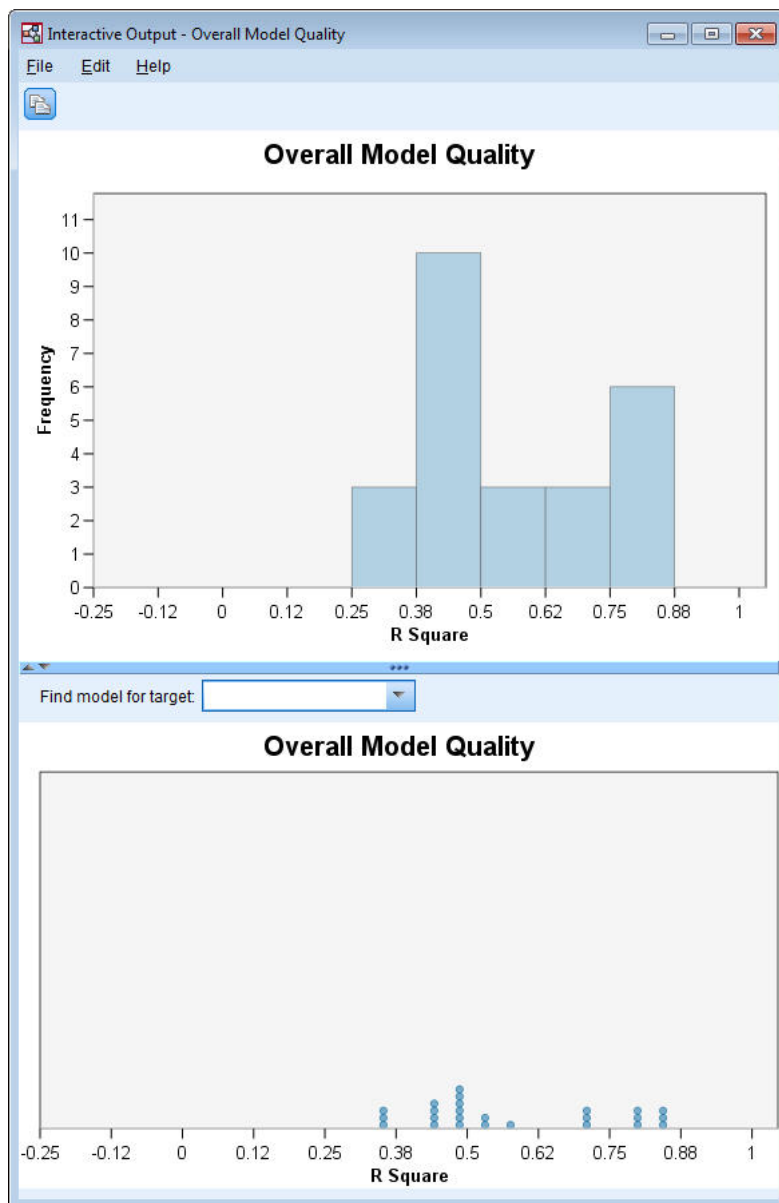 Interactive Output - Overall Model Quality
File Edit Help
Overall Model Quality
11
10
9
8
7
6
5
4
3
2
1
0
Frequency
-0.25 -0.12 0 0.12 0.25 0.38 0.5 0.62 0.75 0.88 1
R Square
Find model for target:
Overall Model Quality
-0.25 -0.12 0 0.12 0.25 0.38 0.5 0.62 0.75 0.88 1
R Square